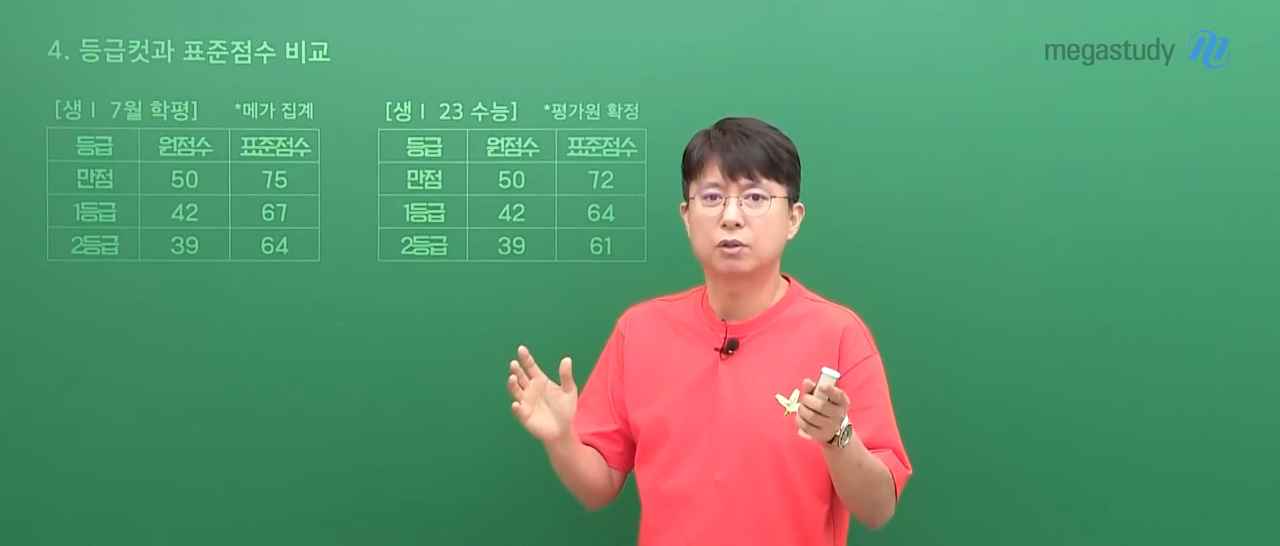 4. 등급컷과 표준점수 비교
megastudy
[생Ⅰ 7월 학평] *메가 집계
등급 원점수 표준점수
만점 50 75
1등급 42 67
2등급 39 64
[생Ⅰ 23 수능] *평가원 확정
등급 원점수 표준점수
만점 50 72
1등급 42 64
2등급 39 61